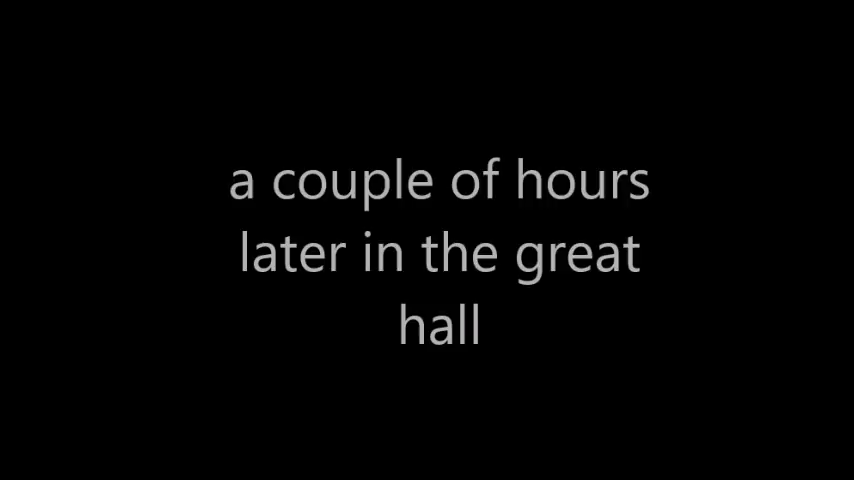 a couple of hours
later in the great
hall